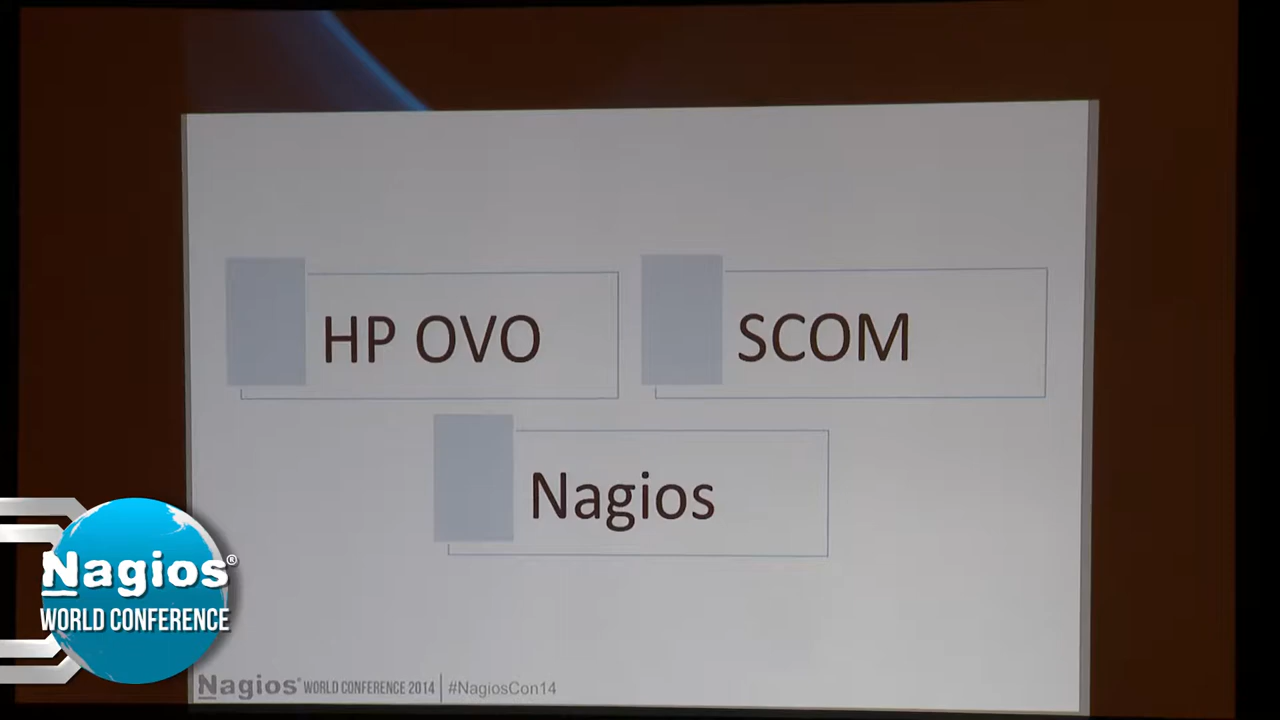 HP OVO
SCOM
Nagios
Nagios®
WORLD CONFERENCE
Nagios® WORLD CONFERENCE 2014 | #NagiosCon14